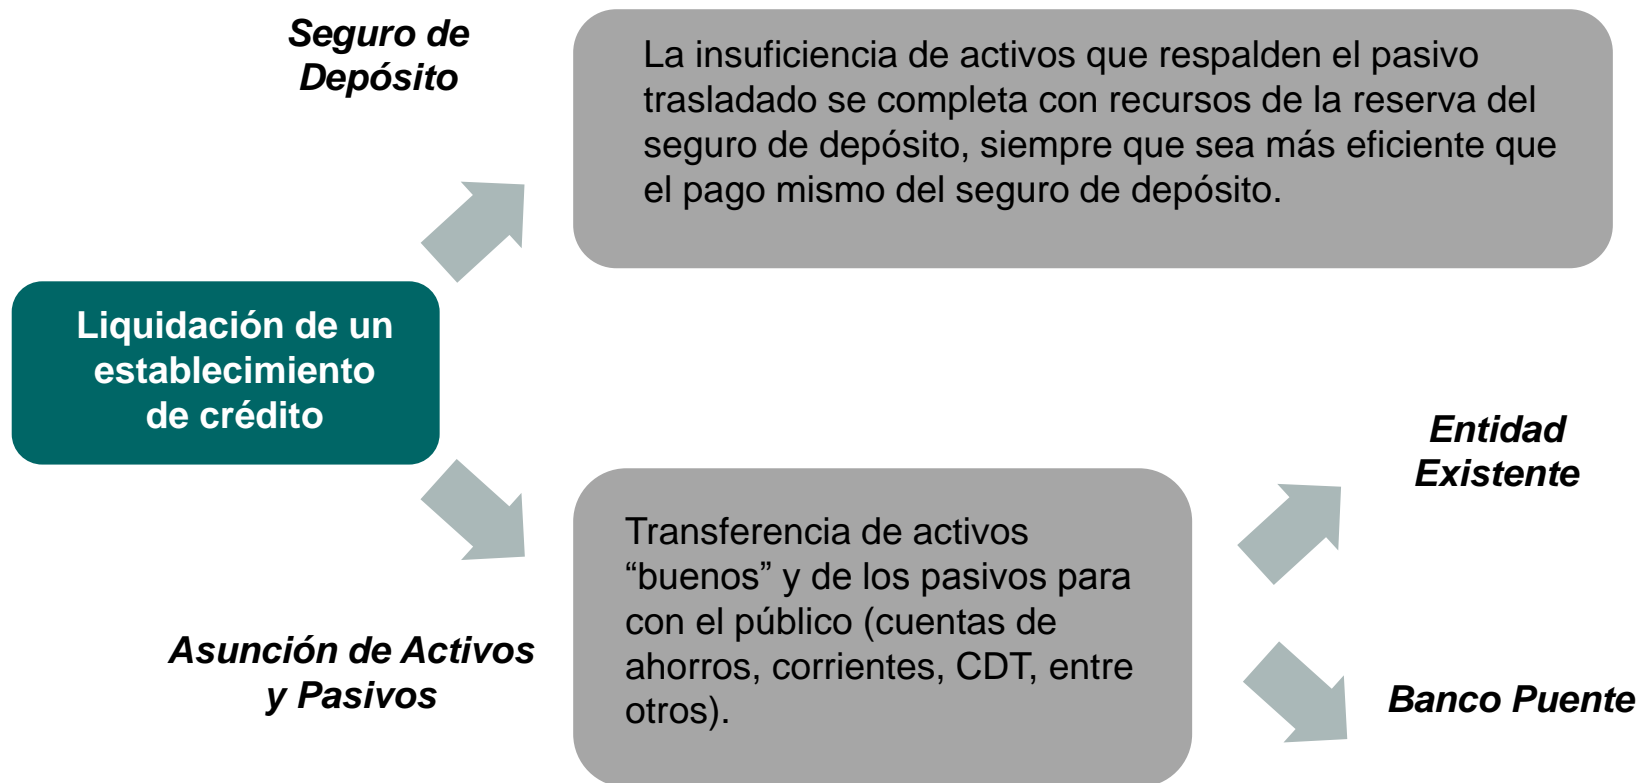 Seguro de
Depósito
La insuficiencia de activos que respalden el pasivo
trasladado se completa con recursos de la reserva del
seguro de depósito, siempre que sea más eficiente que
el pago mismo del seguro de depósito.
Liquidación de un
establecimiento
de crédito
Entidad
Existente
Transferencia de activos
“buenos” y de los pasivos para
con el público (cuentas de
ahorros, corrientes, CDT, entre
otros).
Asunción de Activos
y Pasivos
Banco Puente